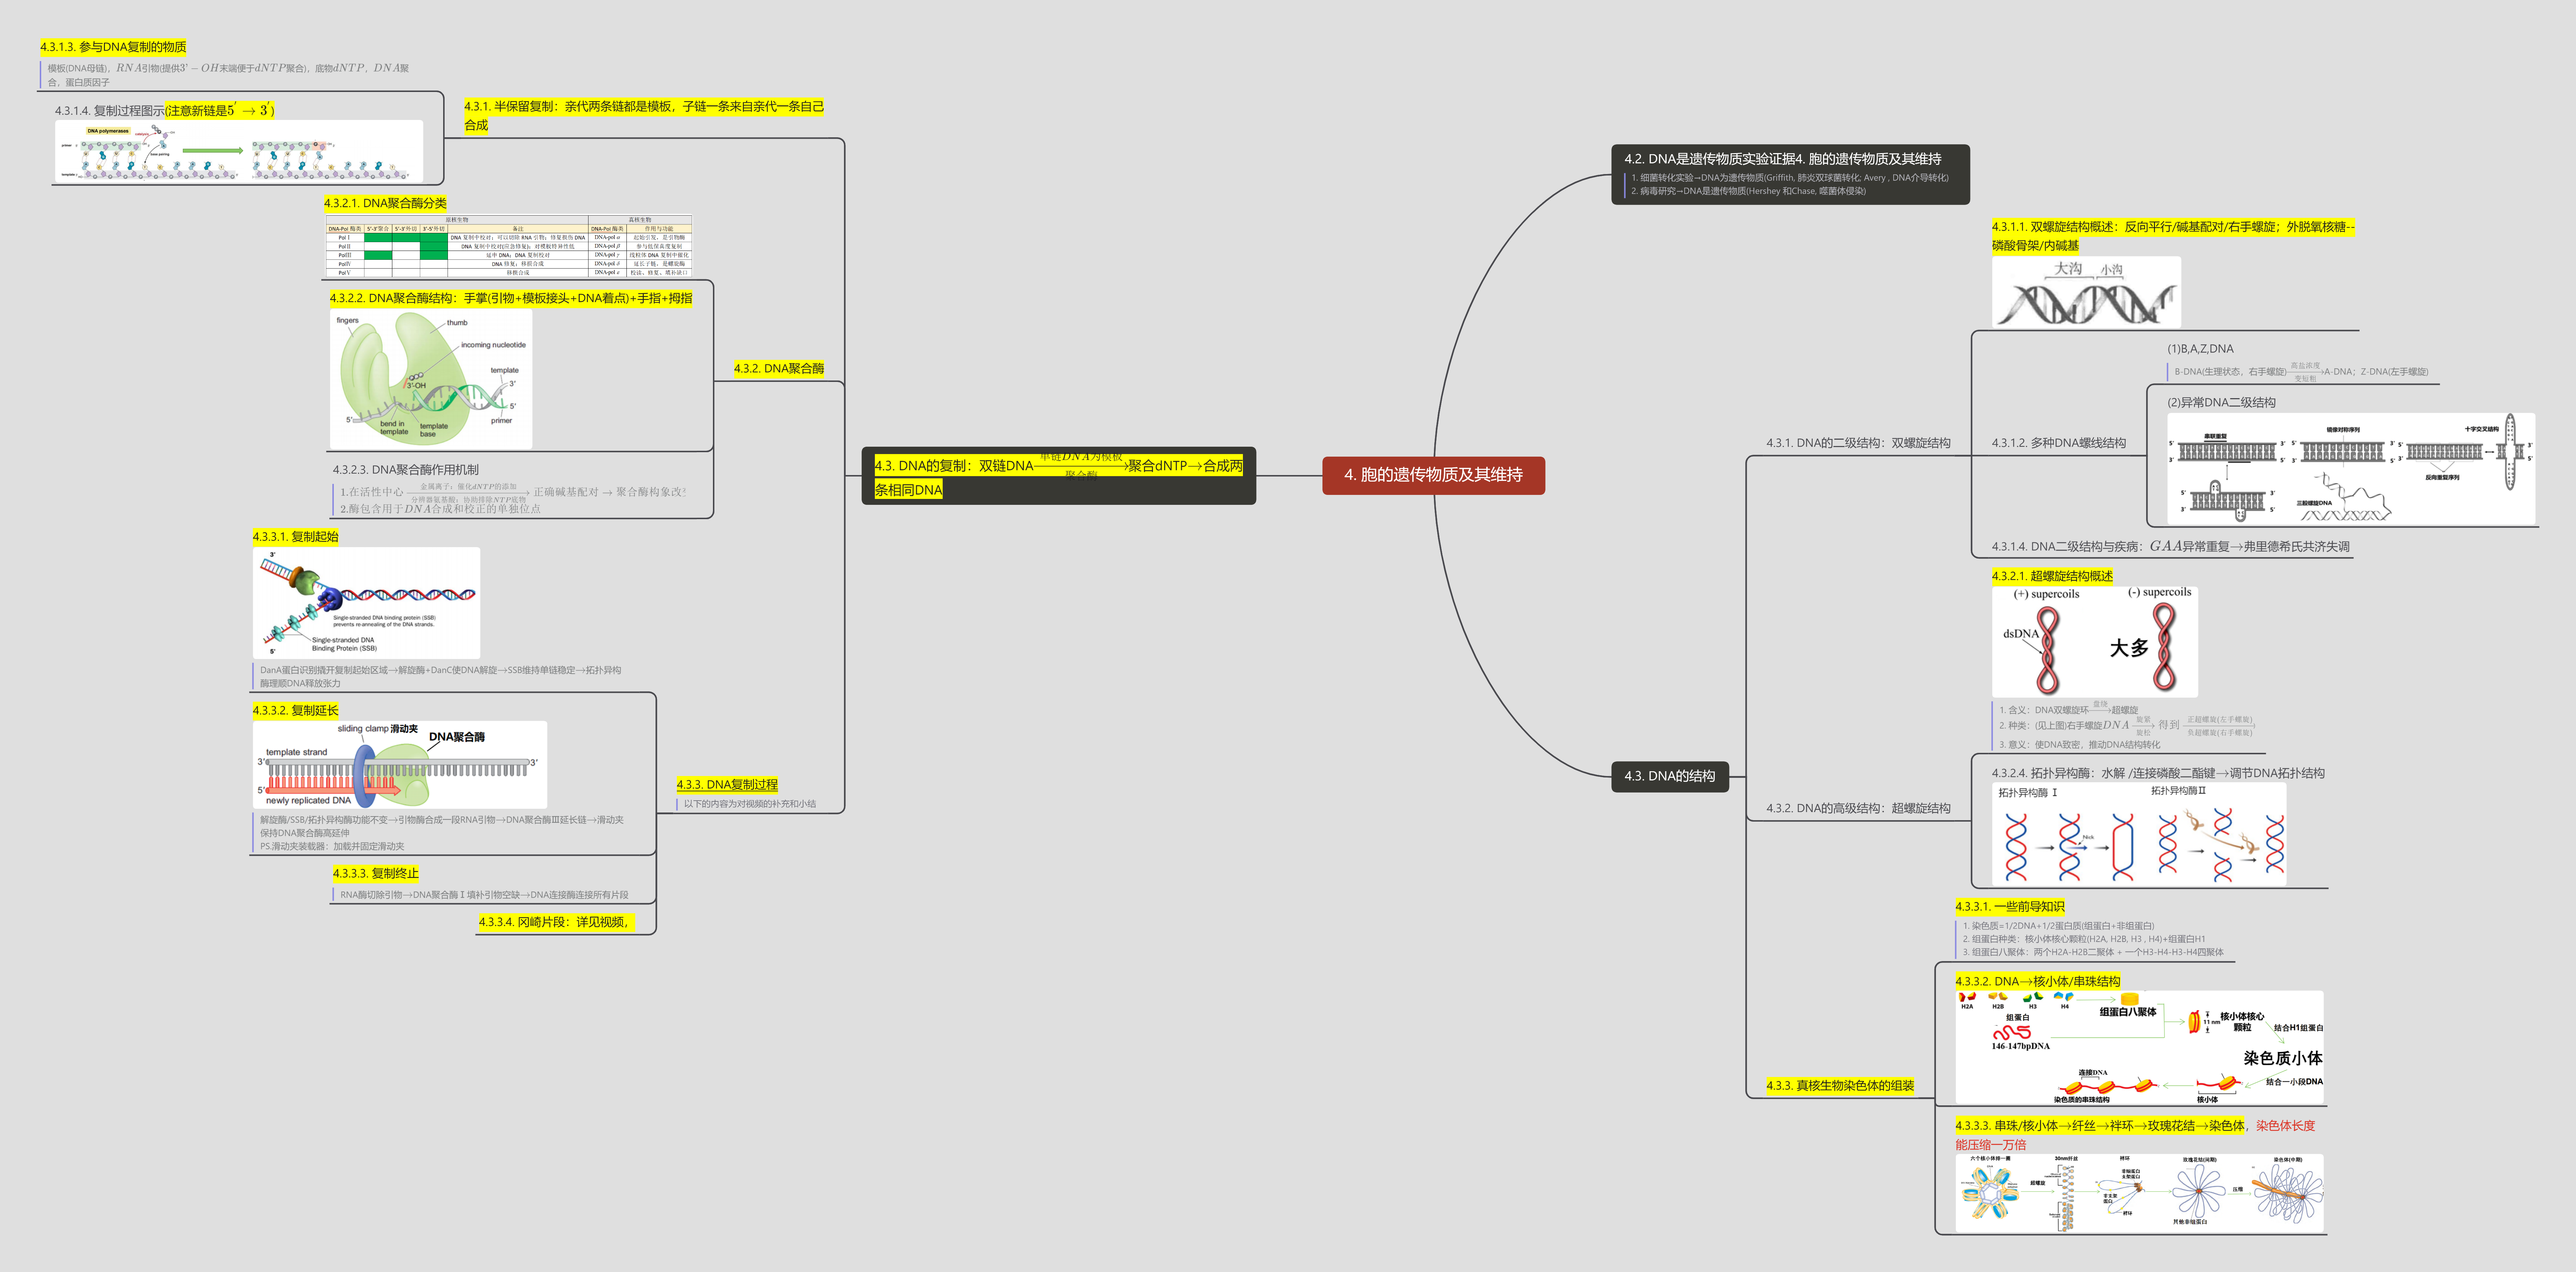 4. 胞的遗传物质及其维持
4.2. DNA是遗传物质实验证据4. 胞的遗传物质及其维持
1. 细菌转化实验→DNA为遗传物质(Griffith, 肺炎双球菌转化; Avery , DNA介导转化)
2. 病毒研究→DNA是遗传物质(Hershey 和Chase, 噬菌体侵染)
4.3. DNA的结构
4.3.1. DNA的二级结构：双螺旋结构
4.3.1.1. 双螺旋结构概述：反向平行/碱基配对/右手螺旋；外脱氧核糖--
磷酸骨架/内碱基
大沟 小沟
4.3.1.2. 多种DNA螺线结构
(1)B,A,Z,DNA
B-DNA(生理状态，右手螺旋) 高盐浓度 变短粗 A-DNA；Z-DNA(左手螺旋)
(2)异常DNA二级结构
串联重复 镜像对称序列 十字交叉结构
5' 3' 5' 3' 5' 3'
3' 5' 3' 5' 3' 5'
反向重复序列
5' 3'
三股螺旋DNA
3' 5'
4.3.1.4. DNA二级结构与疾病：GAA异常重复→弗里德希氏共济失调
4.3.2. DNA的高级结构：超螺旋结构
4.3.2.1. 超螺旋结构概述
(+) supercoils (-) supercoils
dsDNA
大多
1. 含义：DNA双螺旋环 盘绕 超螺旋
2. 种类：(见上图)右手螺旋DNA 旋紧 旋松 得到 正超螺旋(左手螺旋) 负超螺旋(右手螺旋)
3. 意义：使DNA致密，推动DNA结构转化
4.3.2.4. 拓扑异构酶：水解 /连接磷酸二酯键→调节DNA拓扑结构
拓扑异构酶 Ⅰ 拓扑异构酶Ⅱ
Nick
4.3.3. 真核生物染色体的组装
4.3.3.1. 一些前导知识
1. 染色质=1/2DNA+1/2蛋白质(组蛋白+非组蛋白)
2. 组蛋白种类：核小体核心颗粒(H2A, H2B, H3 , H4)+组蛋白H1
3. 组蛋白八聚体：两个H2A-H2B二聚体 + 一个H3-H4-H3-H4四聚体
4.3.3.2. DNA→核小体/串珠结构
H2A H2B H3 H4
组蛋白
组蛋白八聚体
146-147bpDNA
11 nm
核小体核心
颗粒
结合H1组蛋白
染色质小体
结合一小段DNA
连接DNA
染色质的串珠结构
核小体
4.3.3.3. 串珠/核小体→纤丝→袢环→玫瑰花结→染色体，染色体长度
能压缩一万倍
六个核小体排一圈 30nm纤丝 袢环 玫瑰花结(间期) 染色体(中期)
超螺旋
压缩
袢环
其他非组蛋白
4.3. DNA的复制：双链DNA 单链DNA为模板 聚合酶 聚合dNTP→合成两
条相同DNA
4.3.1. 半保留复制：亲代两条链都是模板，子链一条来自亲代一条自己
合成
4.3.1.3. 参与DNA复制的物质
模板(DNA母链)，RNA引物(提供3'－OH末端便于dNTP聚合)，底物dNTP，DNA聚
合，蛋白质因子
4.3.1.4. 复制过程图示(注意新链是5' → 3')
DNA polymerases
primer
base pairing
template
4.3.2. DNA聚合酶
4.3.2.1. DNA聚合酶分类
原核生物 真核生物
DNA-Pol 酶类 5'-3'聚合 5'-3'外切 3'-5'外切 备注 DNA-Pol 酶类 作用与功能
Pol Ⅰ DNA 复制中校对；可以切除 RNA 引物；修复损伤 DNA DNA-pol α 起始引发，是引物酶
Pol Ⅱ DNA 复制中校对(应急修复)；对模板特异性低 DNA-pol β 参与低保真度复制
PolⅢ 延申 DNA；DNA 复制校对 DNA-pol γ 线粒体 DNA 复制中催化
PolⅣ DNA 修复；移损合成 DNA-pol δ 延长子链，是螺旋酶
Pol Ⅴ 移损合成 DNA-pol ε 校读、修复、填补缺口
4.3.2.2. DNA聚合酶结构：手掌(引物+模板接头+DNA着点)+手指+拇指
fingers
thumb
incoming nucleotide
template
3'-OH
3'
5'
5'
primer
bend in
template
template
base
4.3.2.3. DNA聚合酶作用机制
1.在活性中心 金属离子：催化dNTP的添加 分辨器氨基酸：协助排除NTP底物 正确碱基配对 → 聚合酶构象改变
2.酶包含用于DNA合成和校正的单独位点
4.3.3. DNA复制过程
以下的内容为对视频的补充和小结
4.3.3.1. 复制起始
3'
Single-stranded DNA binding protein (SSB)
prevents re-annealing of the DNA strands.
Single-stranded DNA
Binding Protein (SSB)
5'
DanA蛋白识别撬开复制起始区域→解旋酶+DanC使DNA解旋→SSB维持单链稳定→拓扑异构
酶理顺DNA释放张力
4.3.3.2. 复制延长
sliding clamp 滑动夹
DNA聚合酶
template strand
3' 3'
5'
newly replicated DNA
解旋酶/SSB/拓扑异构酶功能不变→引物酶合成一段RNA引物→DNA聚合酶Ⅲ延长链→滑动夹
保持DNA聚合酶高延伸
PS.滑动夹装载器：加载并固定滑动夹
4.3.3.3. 复制终止
RNA酶切除引物→DNA聚合酶Ⅰ填补引物空缺→DNA连接酶连接所有片段
4.3.3.4. 冈崎片段：详见视频，